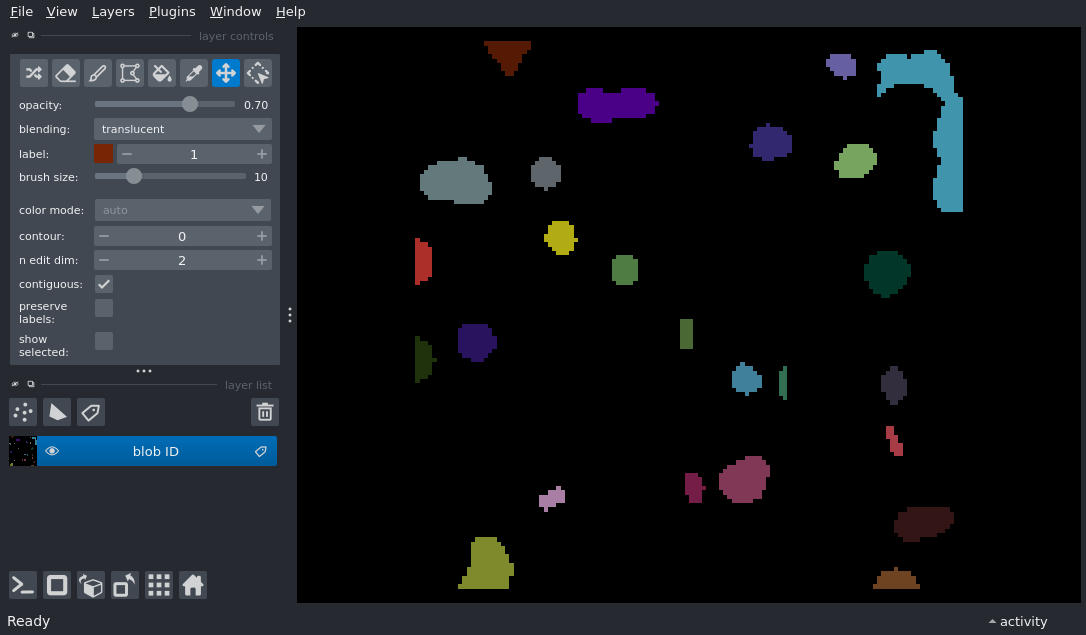 File View Layers Plugins Window Help
layer controls
opacity: 0.70
blending: translucent
label: 1
brush size: 10
color mode: auto
contour: 0
n edit dim: 2
contiguous:
preserve
labels:
show
selected:
layer list
blob ID
Ready activity